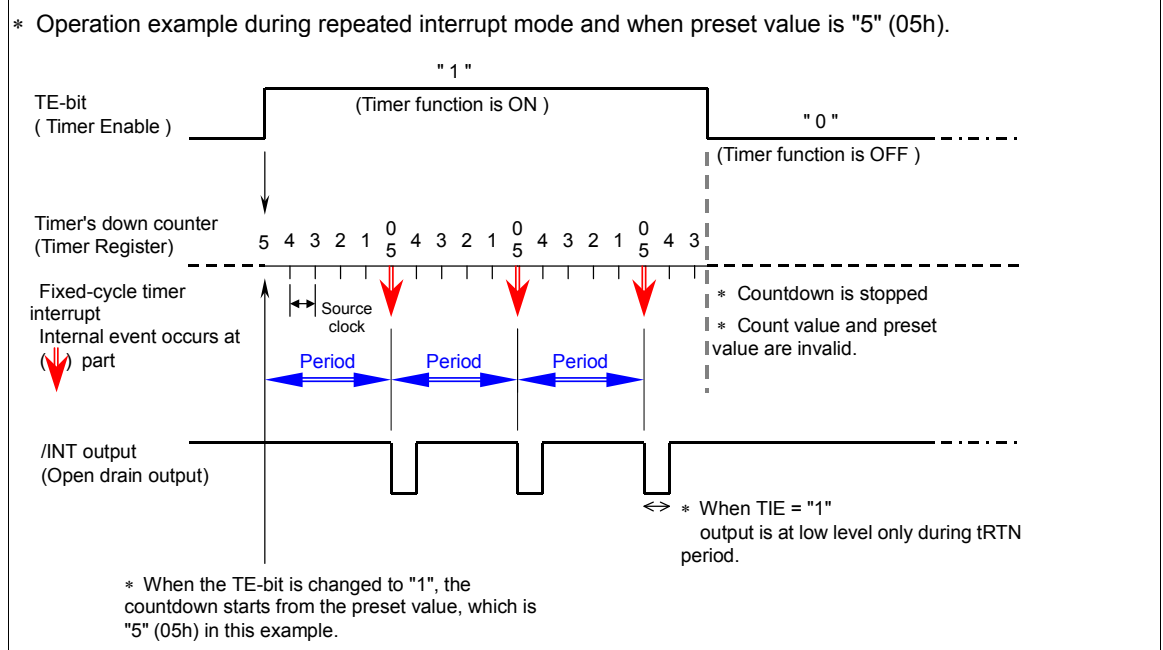 * Operation example during repeated interrupt mode and when preset value is "5" (05h).
" 1 "
TE-bit
( Timer Enable )
(Timer function is ON )
" 0 "
(Timer function is OFF )
Timer's down counter
(Timer Register)
5 4 3 2 1 0 5 4 3 2 1 0 5 4 3 2 1 0 5 4 3
Fixed-cycle timer
interrupt
Internal event occurs at
( ) part
Source
clock
* Countdown is stopped
* Count value and preset
value are invalid.
Period Period Period
/INT output
(Open drain output)
* When TIE = "1"
output is at low level only during tRTN
period.
* When the TE-bit is changed to "1", the
countdown starts from the preset value, which is
"5" (05h) in this example.